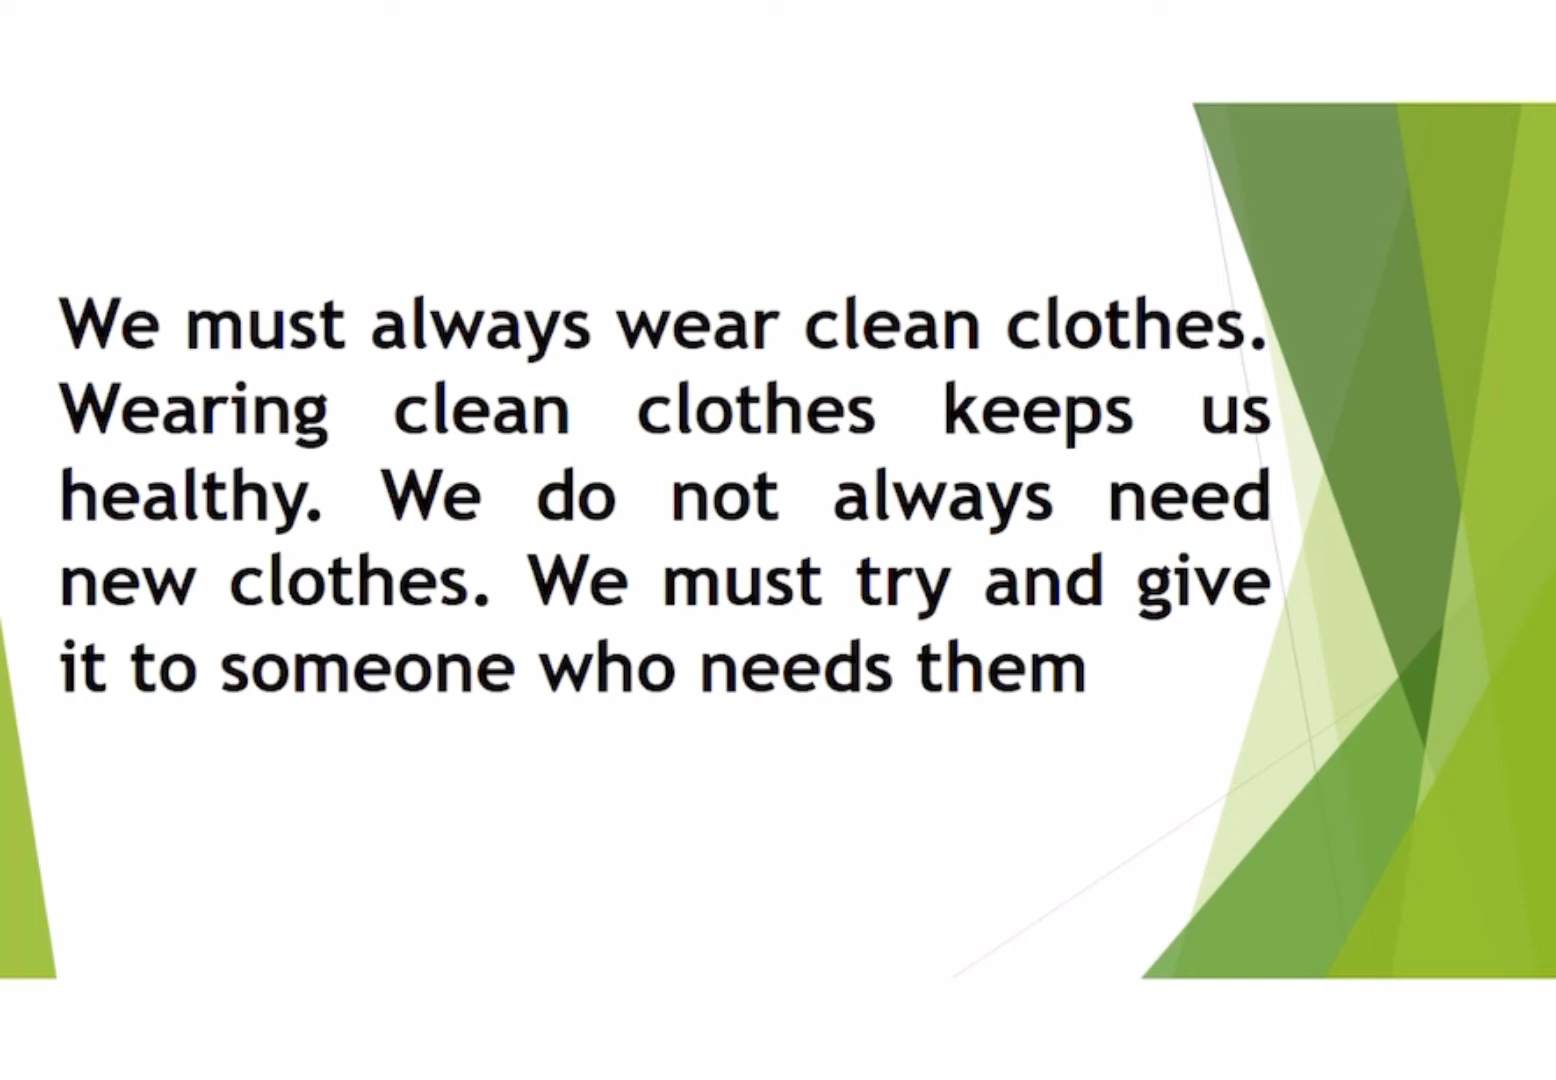 We must always wear clean clothes.
Wearing clean clothes keeps us
healthy. We do not always need
new clothes. We must try and give
it to someone who needs them